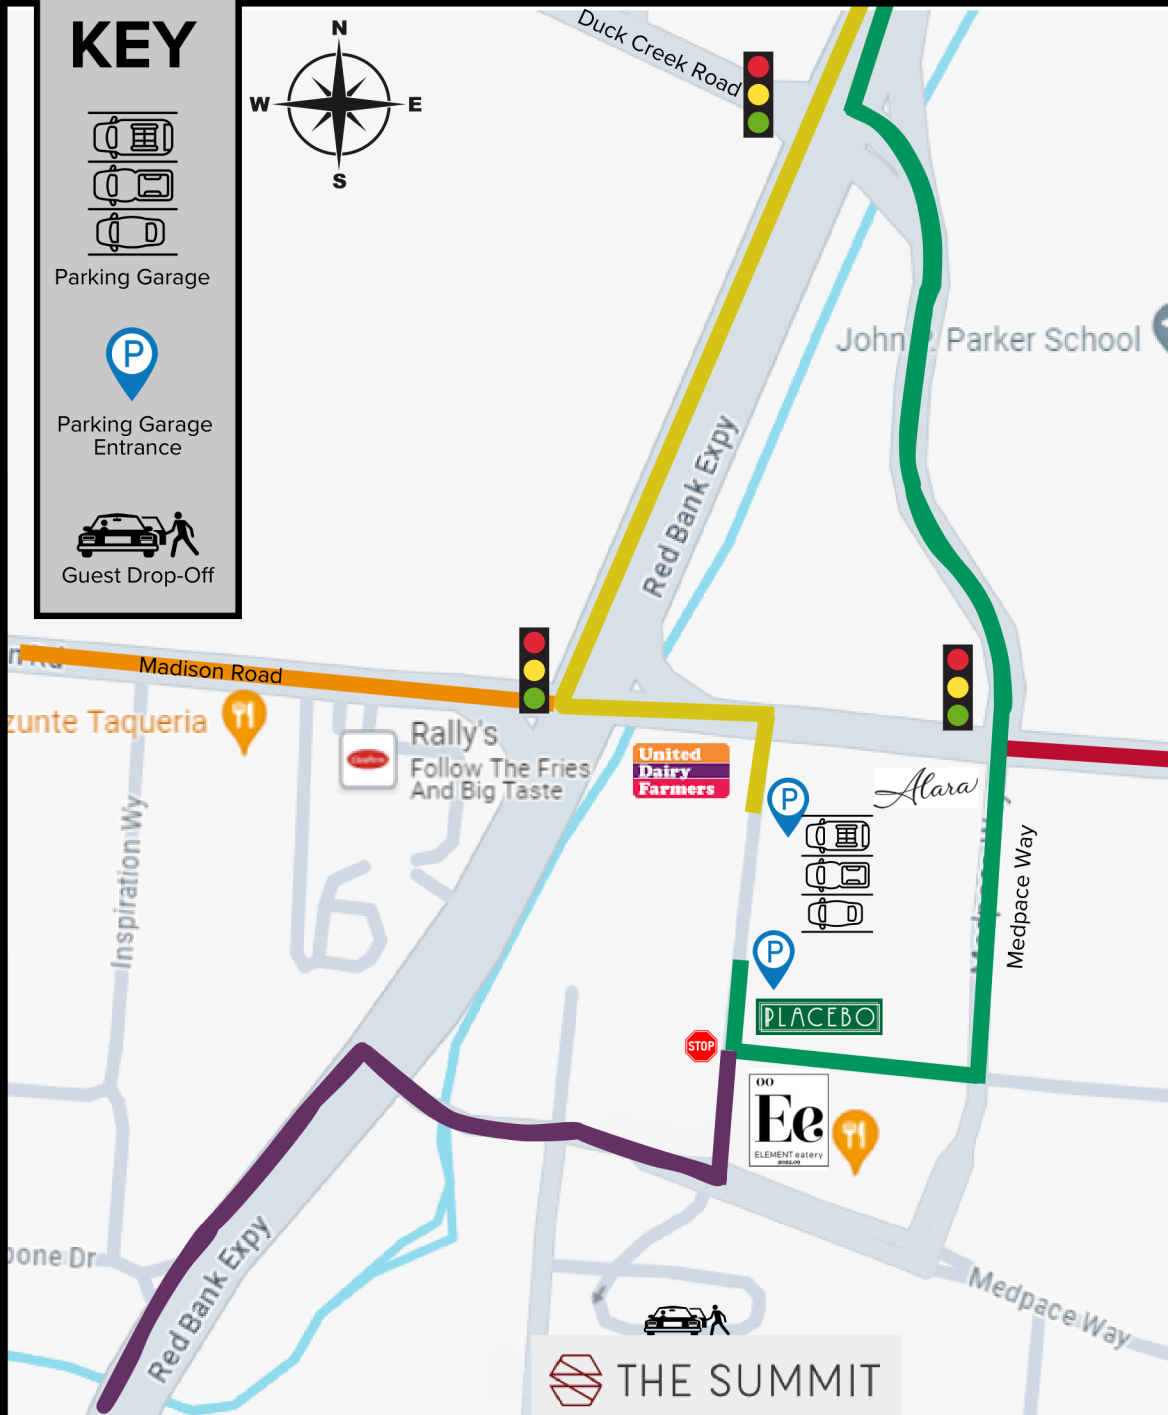 KEY
Parking Garage
P
Parking Garage
Entrance
Guest Drop-Off
N
W
E
S
Duck Creek Road
John P. Parker School
Red Bank Expy
Madison Road
Rally's
Follow The Fries
And Big Taste
United
Dairy
Farmers
P
Alara
Inspiration Wy
Medpace Way
P
PLACEBO
STOP
OO
Ee
ELEMENT eatery
Red Bank Expy
Medpace Way
THE SUMMIT